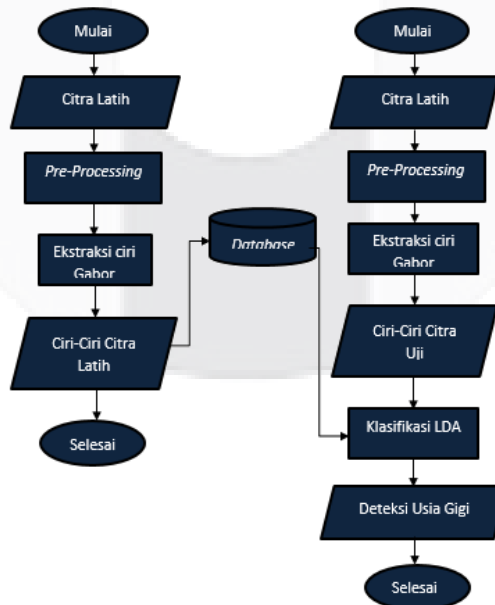 Mulai
Citra Latih
Pre-Processing
Ekstraksi ciri
Gabor
Ciri-Ciri Citra
Latih
Selesai
Database
Mulai
Citra Latih
Pre-Processing
Ekstraksi ciri
Gabor
Ciri-Ciri Citra
Uji
Klasifikasi LDA
Deteksi Usia Gigi
Selesai